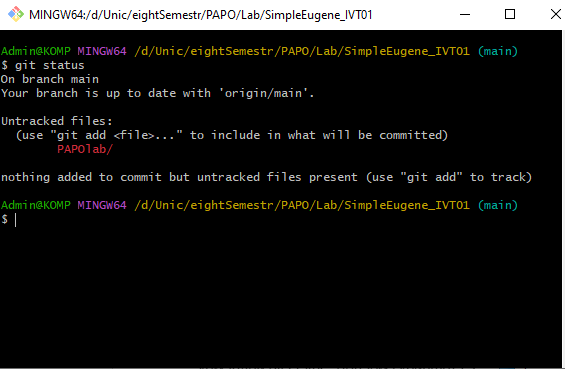 MINGW64:/d/Unic/eightSemestr/PAPO/Lab/SimpleEugene_IVT01
Admin@KOMP MINGW64 /d/Unic/eightSemestr/PAPO/Lab/SimpleEugene_IVT01 (main)
$ git status
On branch main
Your branch is up to date with 'origin/main'.
Untracked files:
(use "git add <file>..." to include in what will be committed)
PAPOlab/
nothing added to commit but untracked files present (use "git add" to track)
Admin@KOMP MINGW64 /d/Unic/eightSemestr/PAPO/Lab/SimpleEugene_IVT01 (main)
$